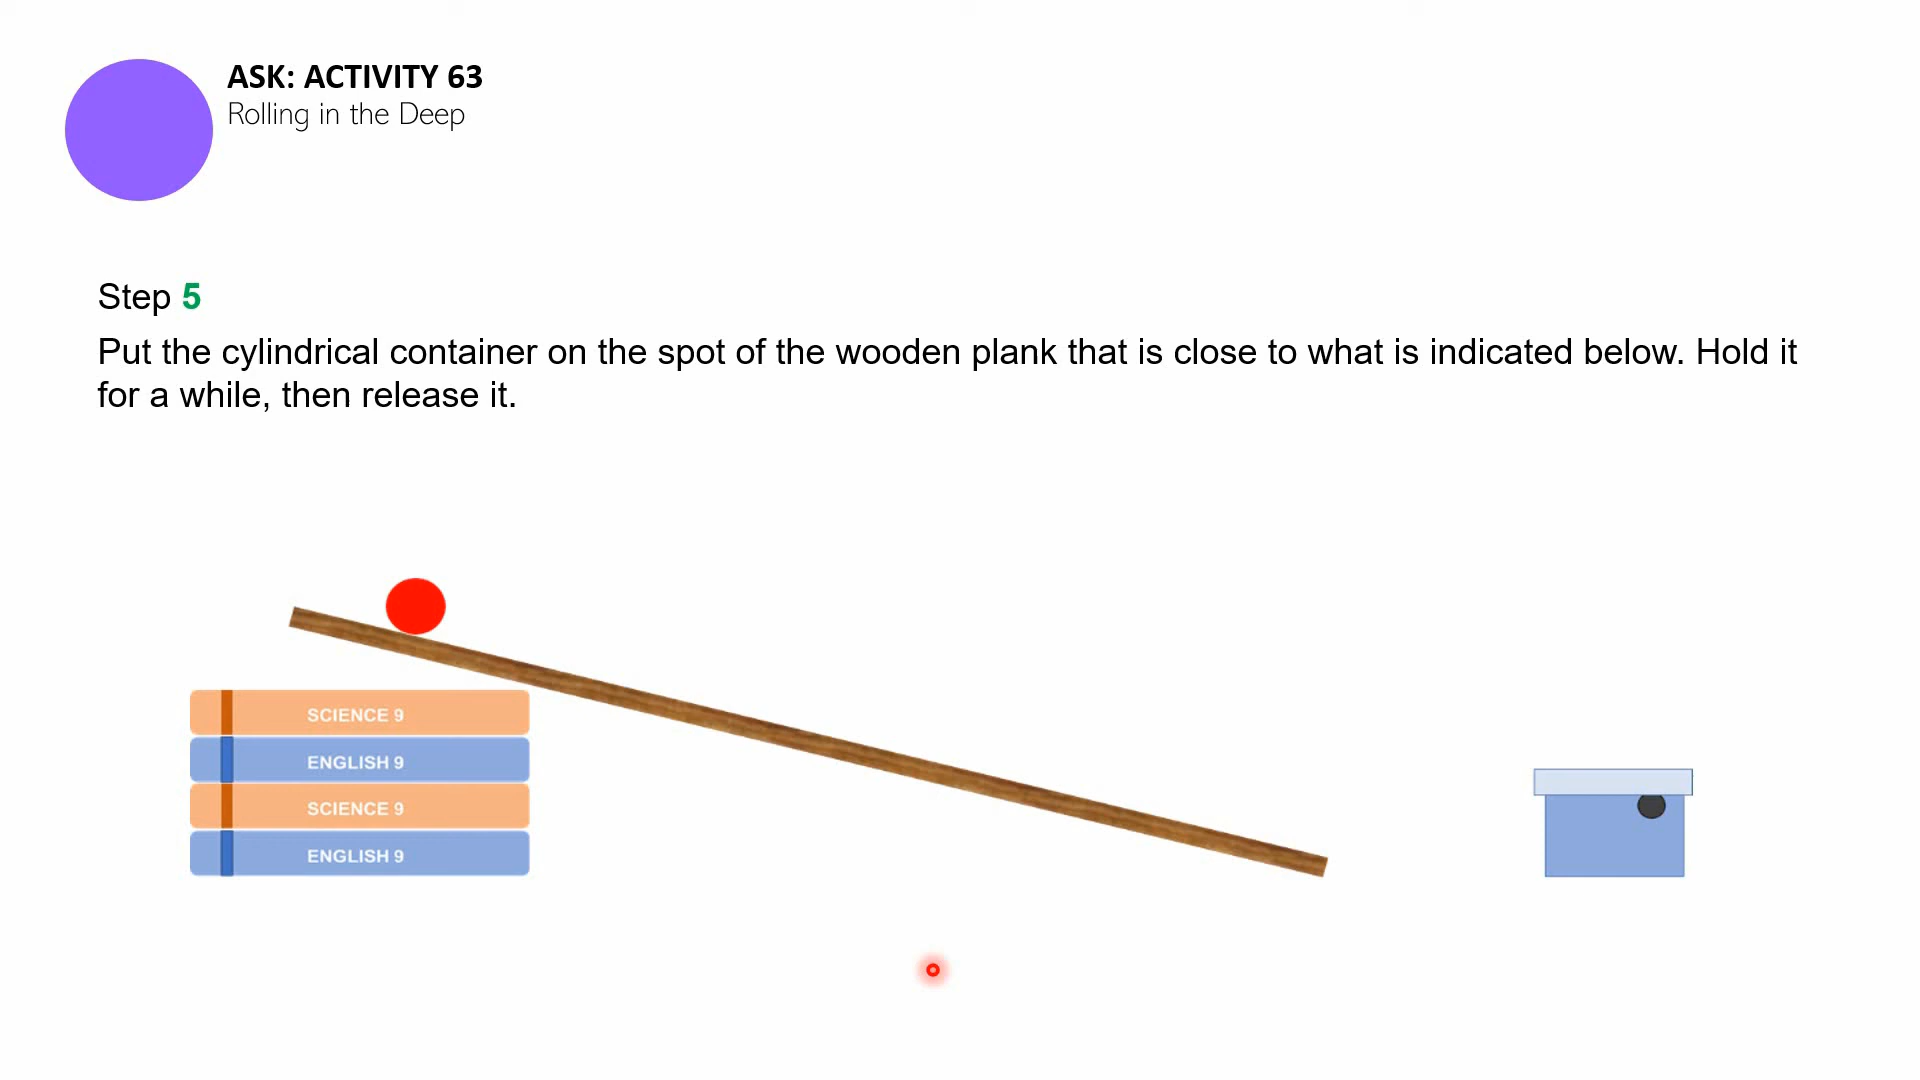 ASK: ACTIVITY 63
Rolling in the Deep
Step 5
Put the cylindrical container on the spot of the wooden plank that is close to what is indicated below. Hold it
for a while, then release it.
SCIENCE 9
ENGLISH 9
SCIENCE 9
ENGLISH 9